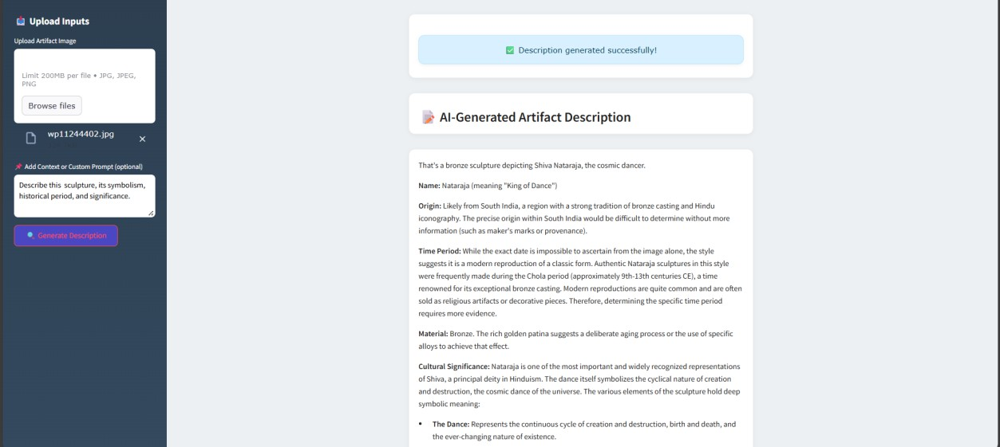 Upload Inputs
Upload Artifact Image
Limit 200MB per file • JPG, JPEG,
PNG
Browse files
wp11244402.jpg
Add Context or Custom Prompt (optional)
Describe this sculpture, its symbolism,
historical period, and significance.
Generate Description
Description generated successfully!
AI-Generated Artifact Description
That's a bronze sculpture depicting Shiva Nataraja, the cosmic dancer.
Name: Nataraja (meaning "King of Dance")
Origin: Likely from South India, a region with a strong tradition of bronze casting and Hindu
iconography. The precise origin within South India would be difficult to determine without more
information (such as maker's marks or provenance).
Time Period: While the exact date is impossible to ascertain from the image alone, the style
suggests it is a modern reproduction of a classic form. Authentic Nataraja sculptures in this style
were frequently made during the Chola period (approximately 9th-13th centuries CE), a time
renowned for its exceptional bronze casting. Modern reproductions are quite common and are often
sold as religious artifacts or decorative pieces. Therefore, determining the specific time period
requires more evidence.
Material: Bronze. The rich golden patina suggests a deliberate aging process or the use of specific
alloys to achieve that effect.
Cultural Significance: Nataraja is one of the most important and widely recognized representations
of Shiva, a principal deity in Hinduism. The dance itself symbolizes the cyclical nature of creation
and destruction, the cosmic dance of the universe. The various elements of the sculpture hold deep
symbolic meaning:
• The Dance: Represents the continuous cycle of creation and destruction, birth and death, and
the ever-changing nature of existence.